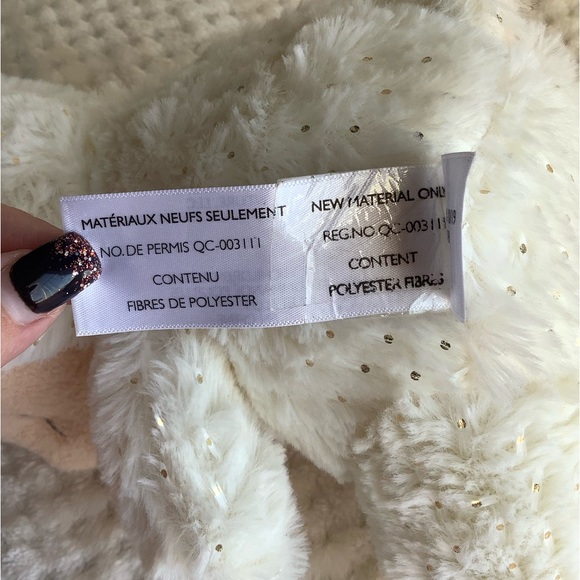 MATÉRIAUX NEUFS SEULEMENT
NO. DE PERMIS QC-003111
CONTENU
FIBRES DE POLYESTER
NEW MATERIAL ONLY
REG.NO QC-003111
CONTENT
POLYESTER FIBRES